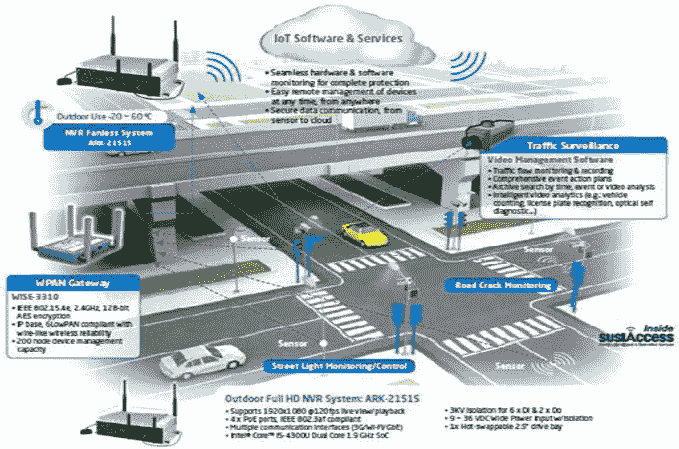 IoT Software & Services
• Seamless hardware & software
monitoring for complete protection
• Easy remote management of devices
at any time, from anywhere
• Secure data communication, from
sensor to cloud
Outdoor Use -20 ~ 60 °C
NVR Fanless System
ARK-2151S
Traffic Surveillance
Video Management Software
• Traffic flow monitoring & recording
• Comprehensive event action plans
• Archive search by time, event or video analysis
• Intelligent video analytics (e.g.; vehicle
counting, license plate recognition, optical self
diagnostic...)
Sensor
Sensor
WPAN Gateway
WISE-3310
• IEEE 802.15.4e, 2.4GHz, 128-bit
AES encryption
• IP base, 6LowPAN compliant with
wire-like wireless reliability
• 200 node device management
capacity
Road Crack Monitoring
Inside
SUSIAccess
Sensor
Sensor
Street Light Monitoring/Control
Outdoor Full HD NVR System: ARK-2151S
• Supports 1920x1080 @120fps live view/playback
• 4 x PoE ports, IEEE 802.3af compliant
• Multiple communication interfaces (3G/Wi-Fi/GbE)
• Intel® Core™ i5-4300U Dual Core 1.9 GHz SoC
• 3KV Isolation for 6 x DI & 2 x Do
• 9 ~ 36 VDC Wide Power Input w/Isolation
• 1x Hot-swappable 2.5" drive bay